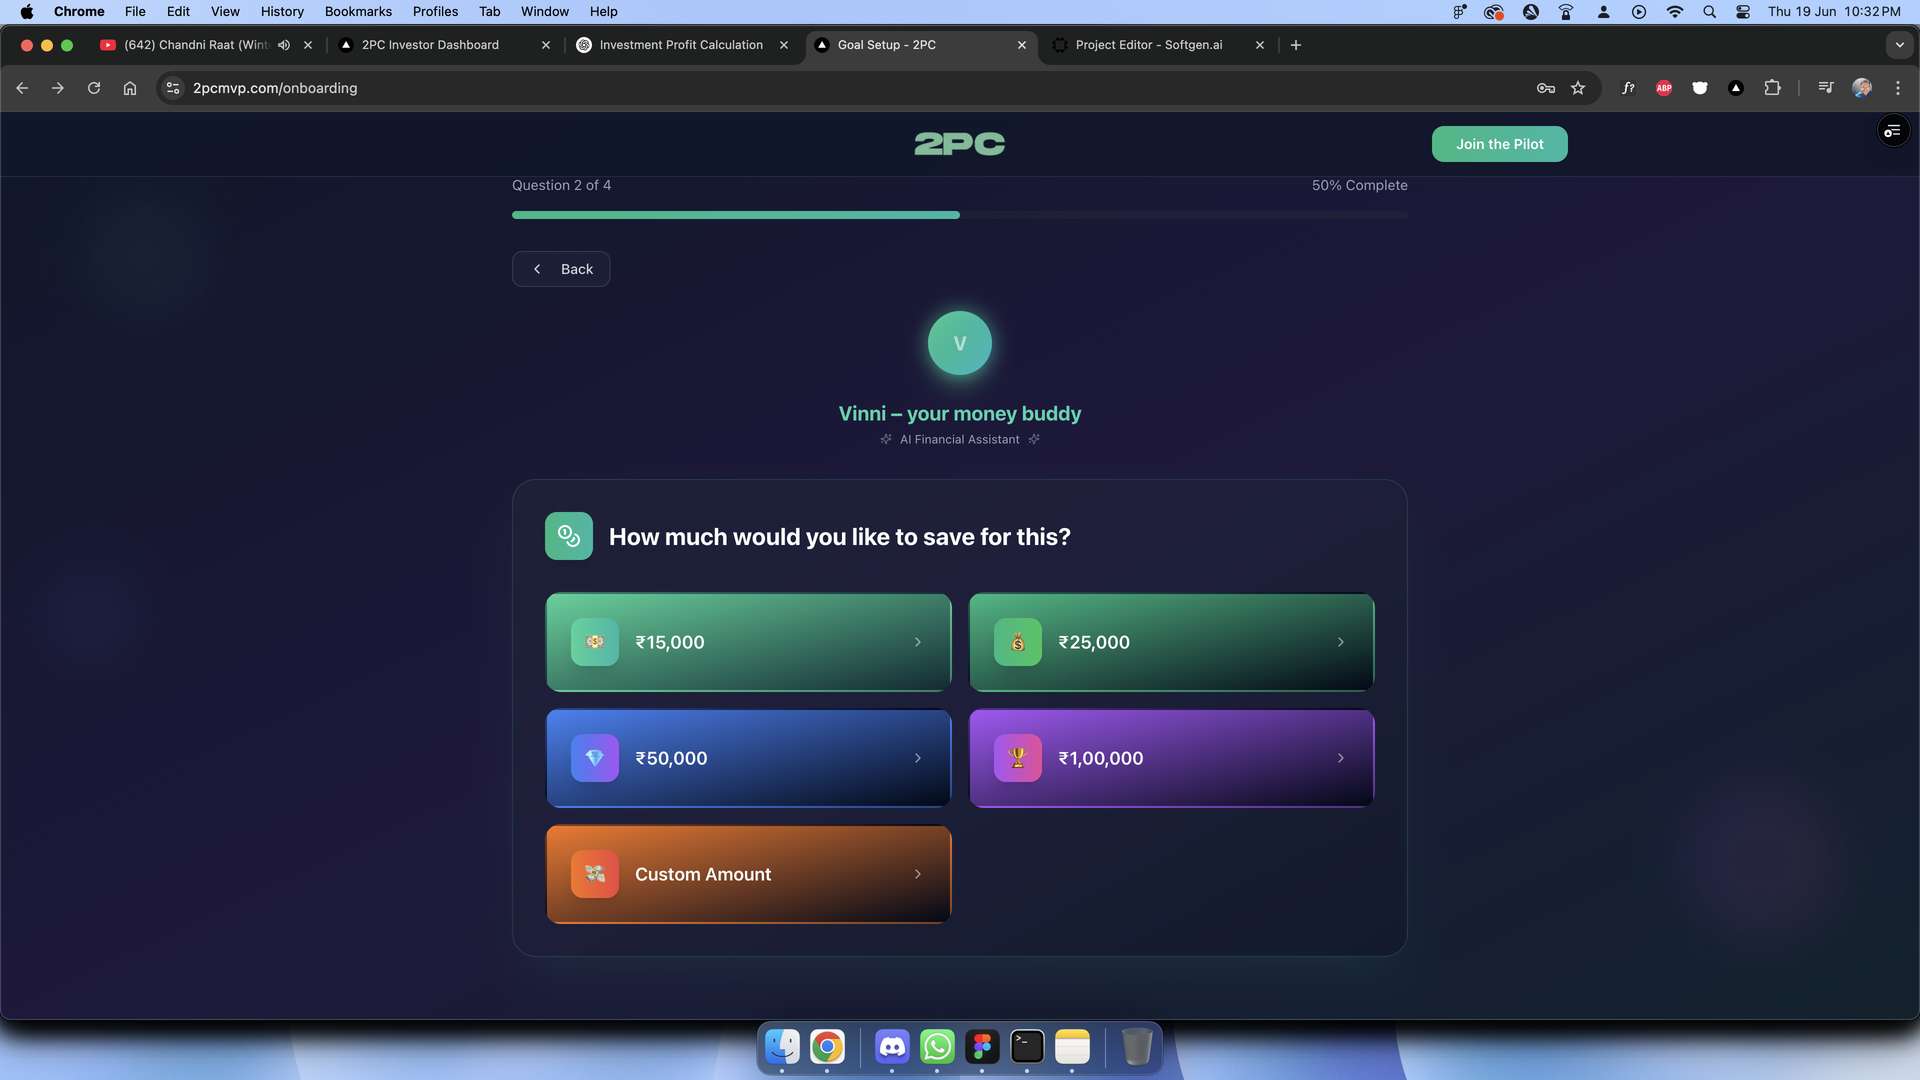 Chrome File Edit View History Bookmarks Profiles Tab Window Help Thu 19 Jun 10:32 PM
(642) Chandni Raat (Wint 2PC Investor Dashboard Investment Profit Calculation Goal Setup - 2PC Project Editor - Softgen.ai
2pcmvp.com/onboarding f? ABP
2PC Join the Pilot
Question 2 of 4 50% Complete
Back
V
Vinni – your money buddy
AI Financial Assistant
How much would you like to save for this?
₹15,000 ₹25,000
₹50,000 ₹1,00,000
Custom Amount